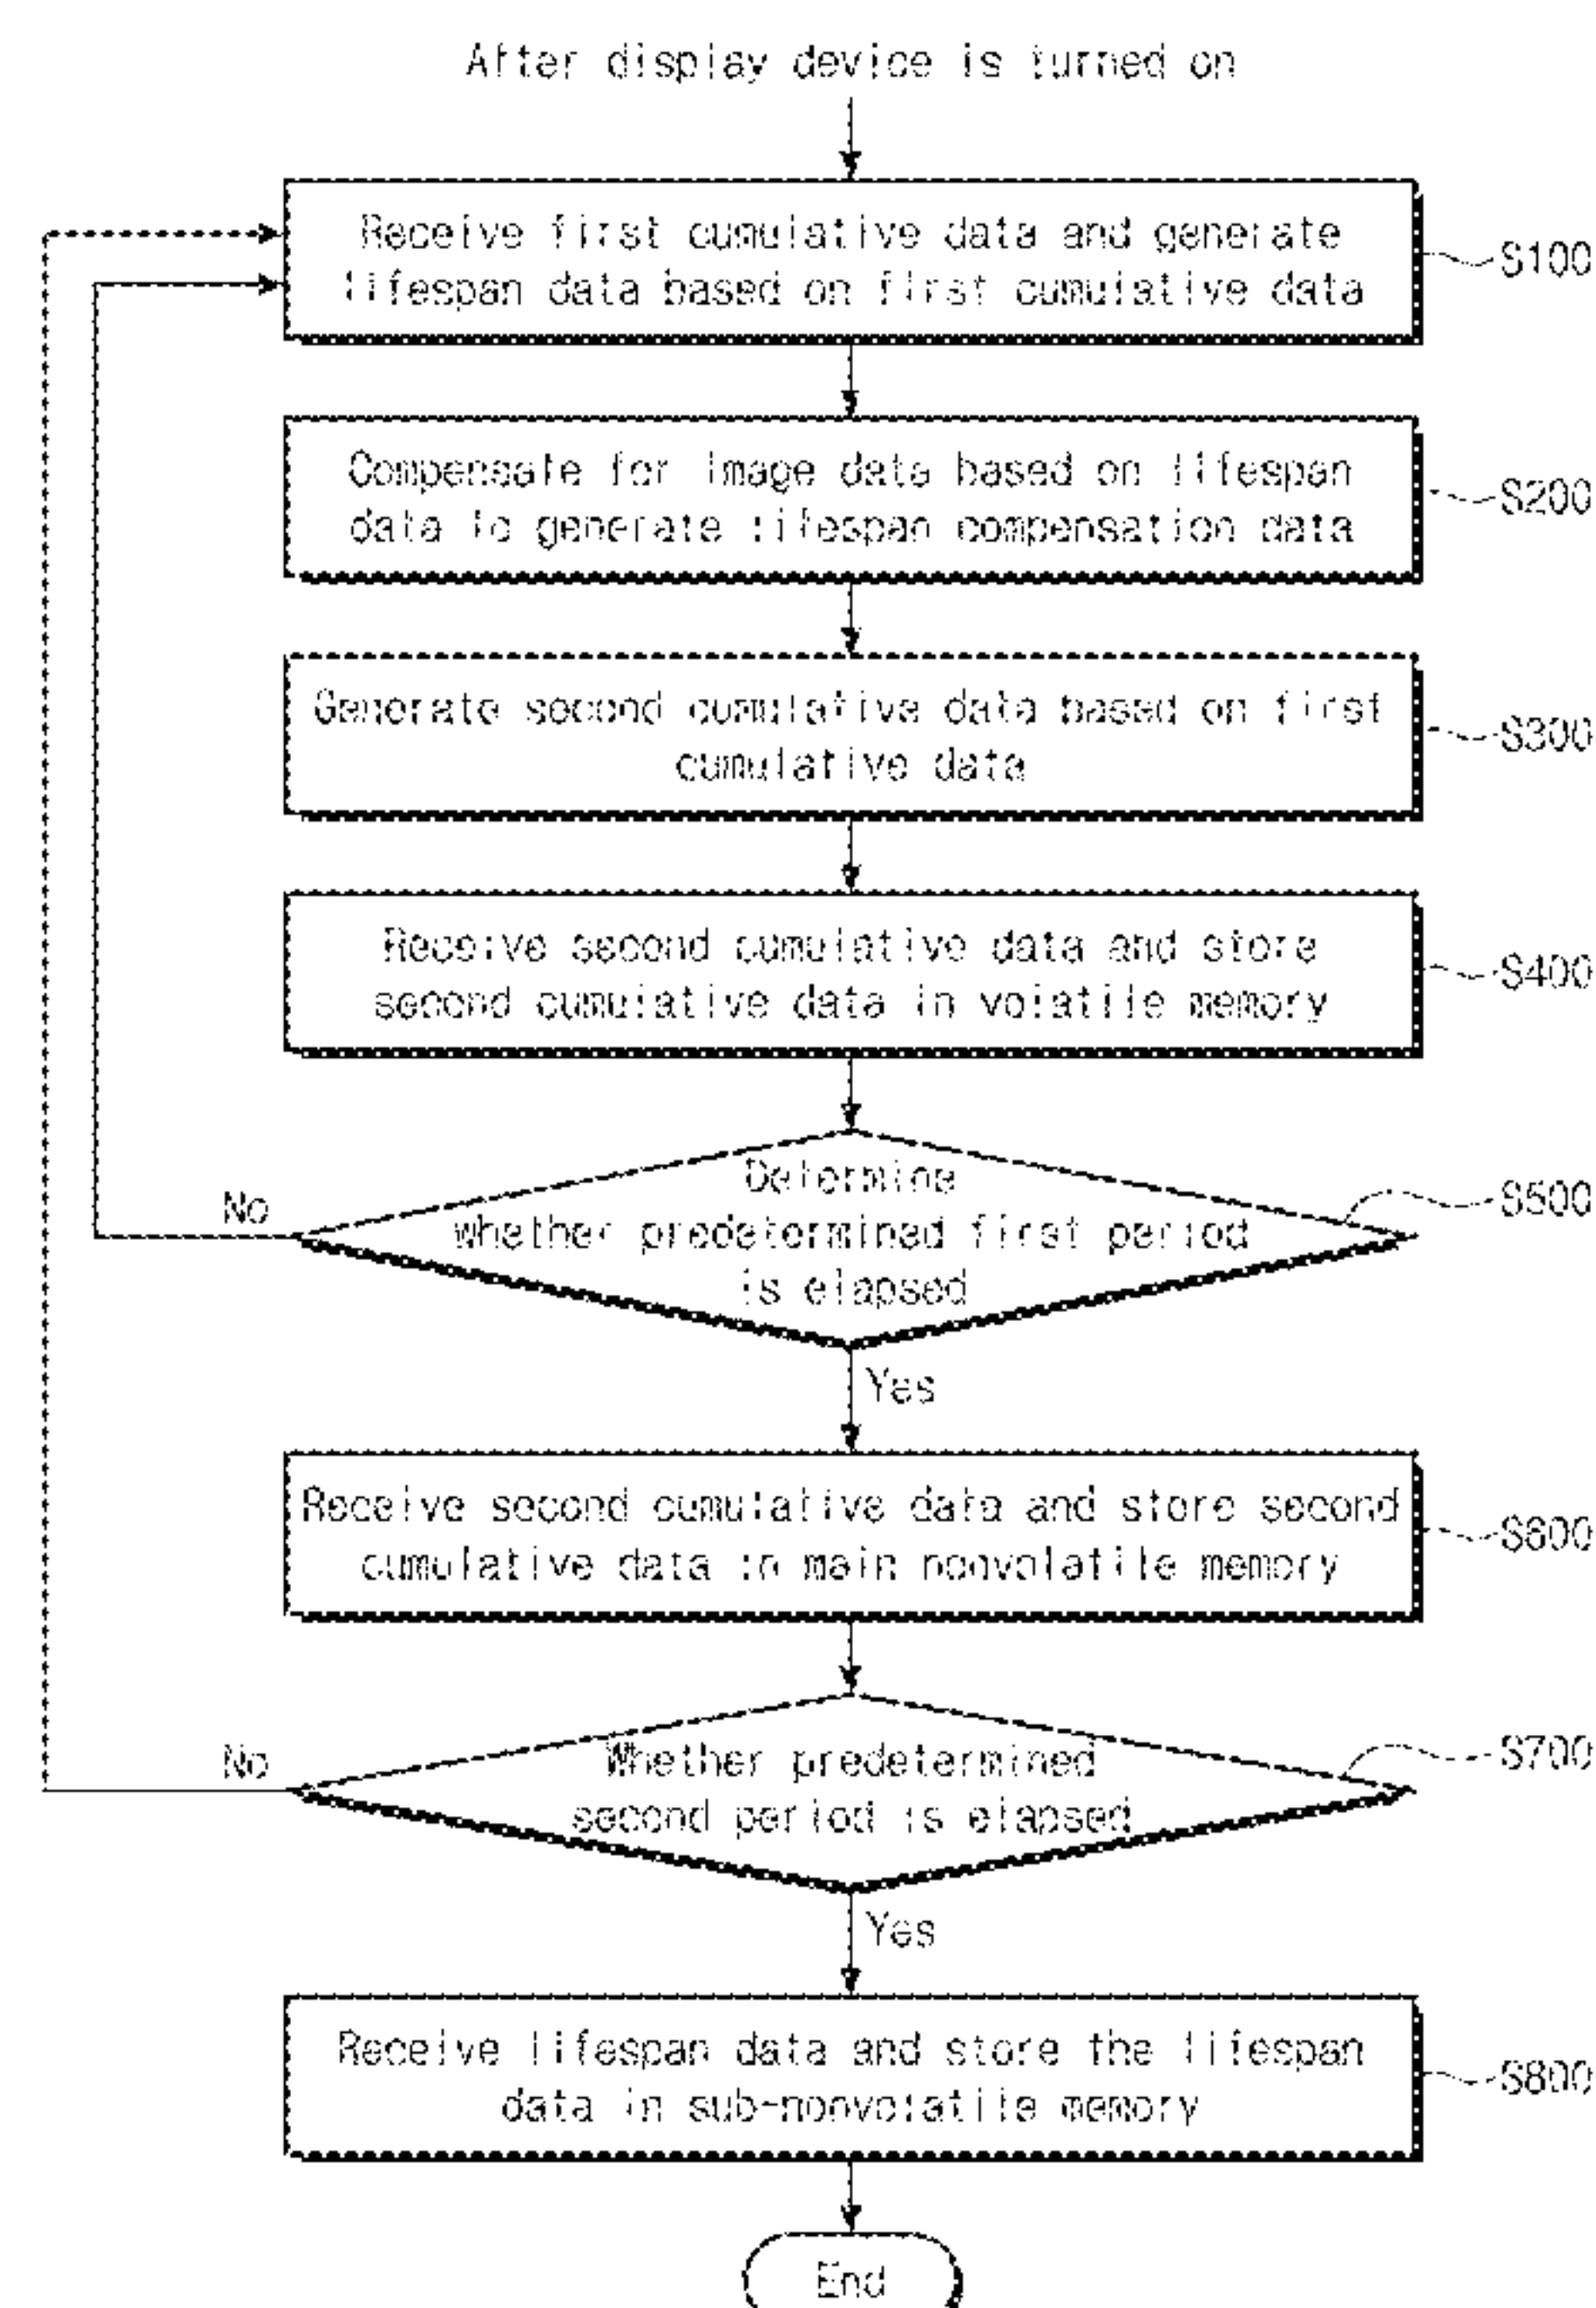 After display device is turned on
Receive first cumulative data and generate
lifespan data based on first cumulative data
S100
Compensate for image data based on lifespan
data to generate lifespan compensation data
S200
Generate second cumulative data based on first
cumulative data
S300
Receive second cumulative data and store
second cumulative data in volatile memory
S400
Determine
whether predetermined first period
is elapsed
S500
No
Yes
Receive second cumulative data and store second
cumulative data in main nonvolatile memory
S600
Whether predetermined
second period is elapsed
S700
No
Yes
Receive lifespan data and store the lifespan
data in sub-nonvolatile memory
S800
End